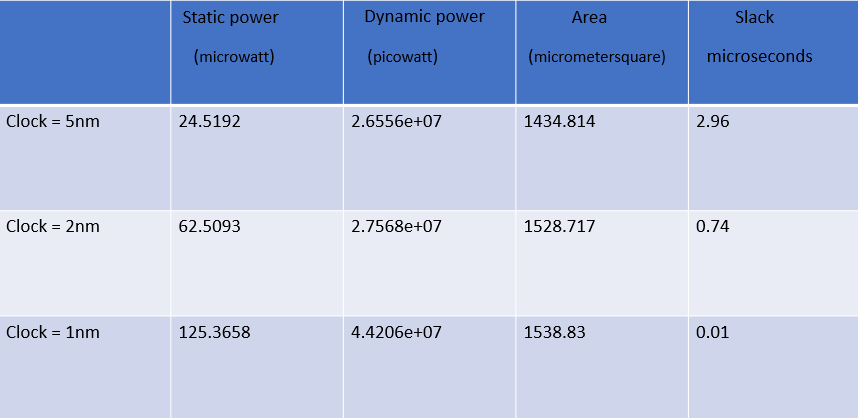 Static power Dynamic power Area Slack
(microwatt) (picowatt) (micrometersquare) microseconds
Clock = 5nm 24.5192 2.6556e+07 1434.814 2.96
Clock = 2nm 62.5093 2.7568e+07 1528.717 0.74
Clock = 1nm 125.3658 4.4206e+07 1538.83 0.01